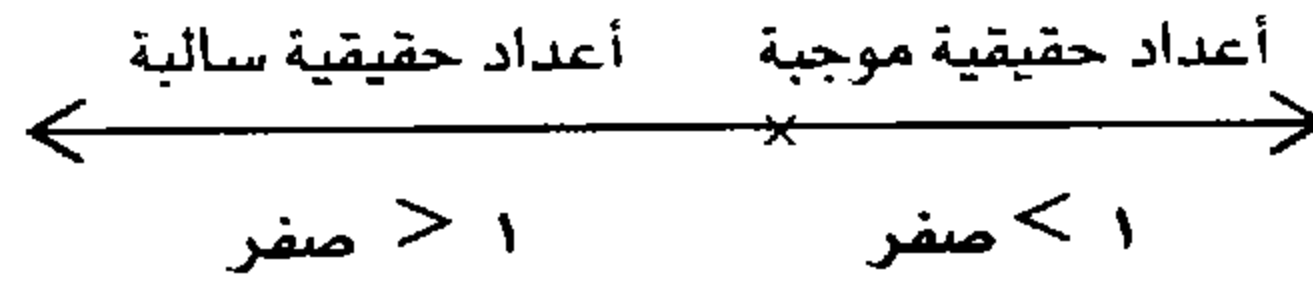 أعداد حقيقية موجبة أعداد حقيقية سالبة
١ > صفر ١ < صفر